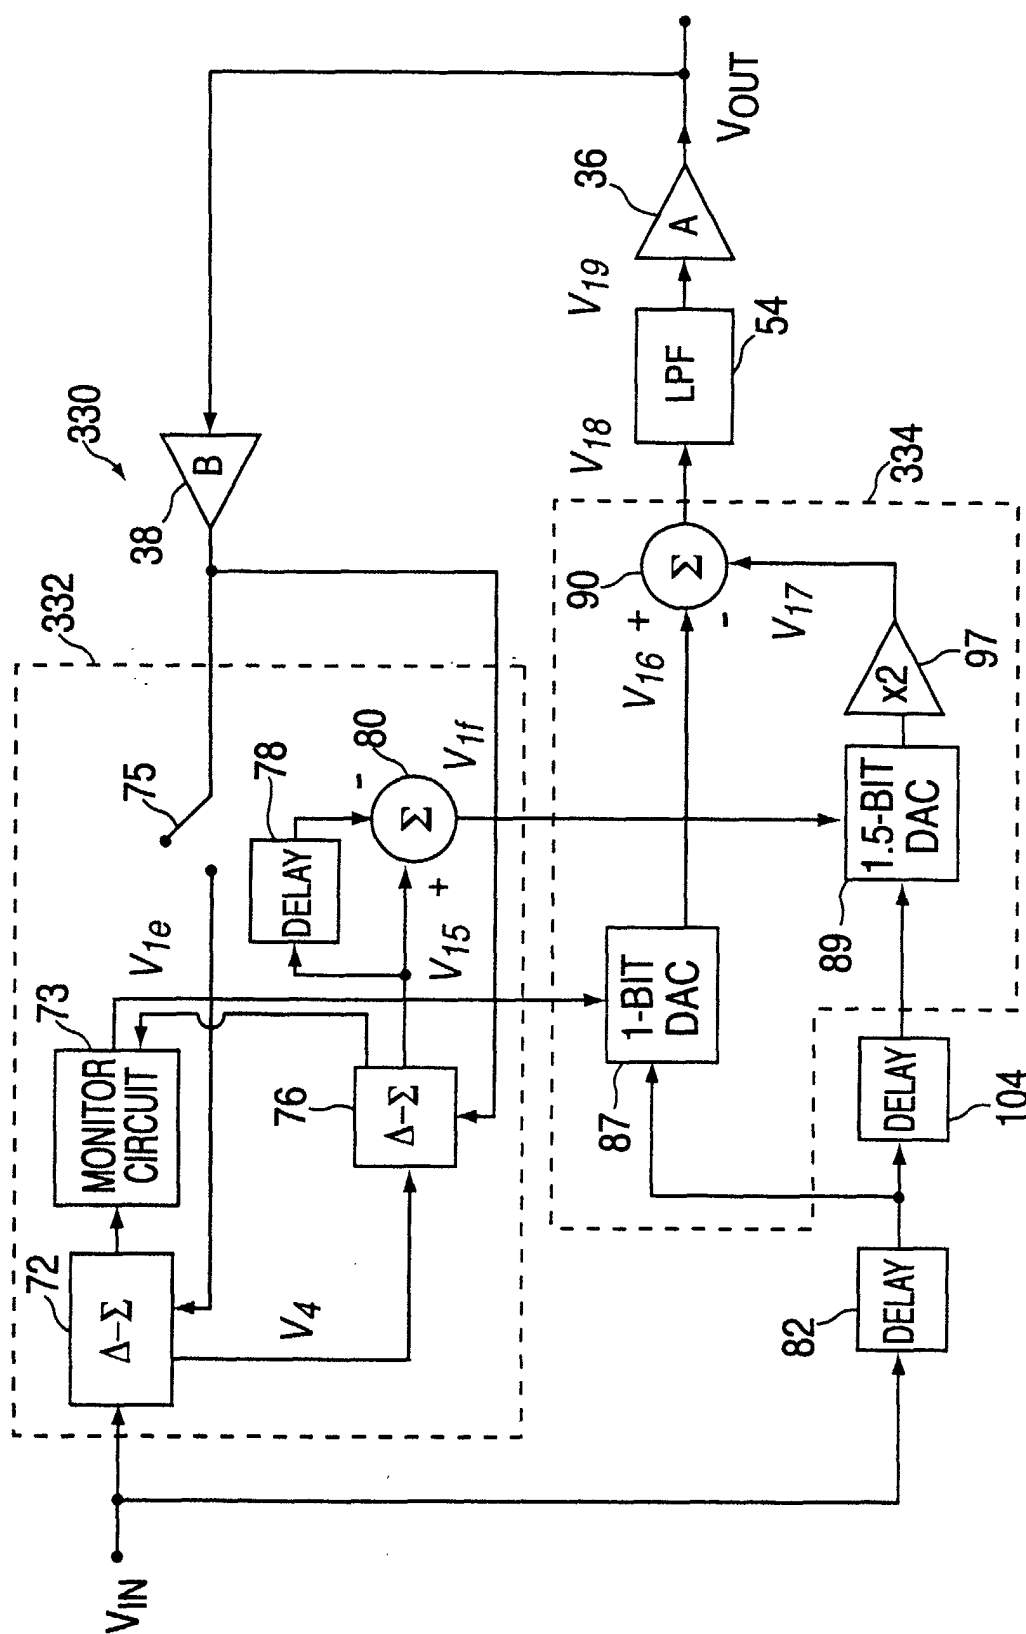 330
332
38
B
75
V1e
73
MONITOR
CIRCUIT
72
Δ–Σ
VIN
V4
76
Δ–Σ
78
DELAY
-
80
Σ
+
V15
V1f
334
90
Σ
+
-
V16
V17
V18
LPF
54
V19
36
A
VOUT
1-BIT
DAC
87
1.5-BIT
DAC
89
x2
97
82
DELAY
DELAY
104